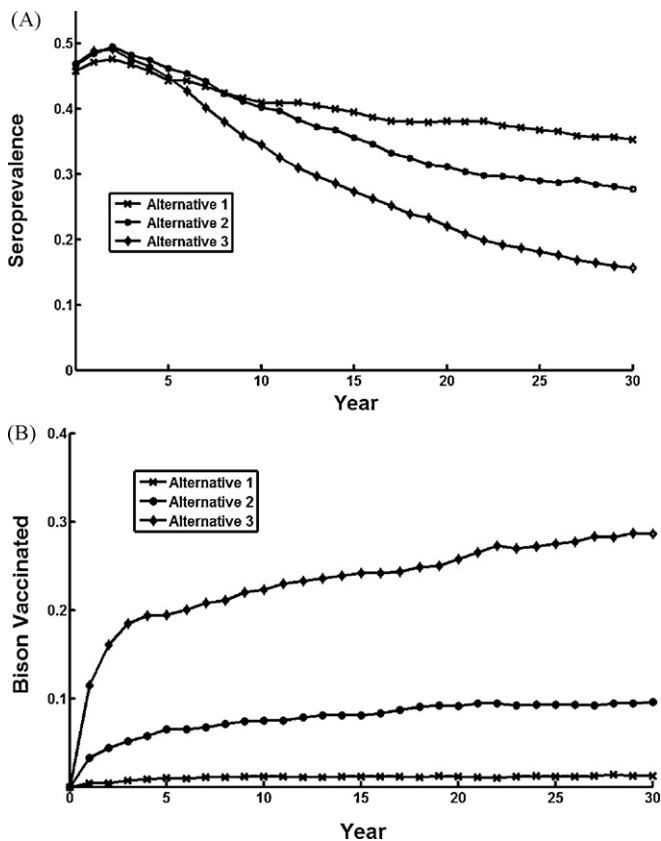 (A)
0.5
0.4
0.3
0.2
0.1
0
Seroprevalence
Alternative 1
Alternative 2
Alternative 3
5 10 15 20 25 30
Year
(B)
0.4
0.3
0.2
0.1
0
Bison Vaccinated
Alternative 1
Alternative 2
Alternative 3
0 5 10 15 20 25 30
Year